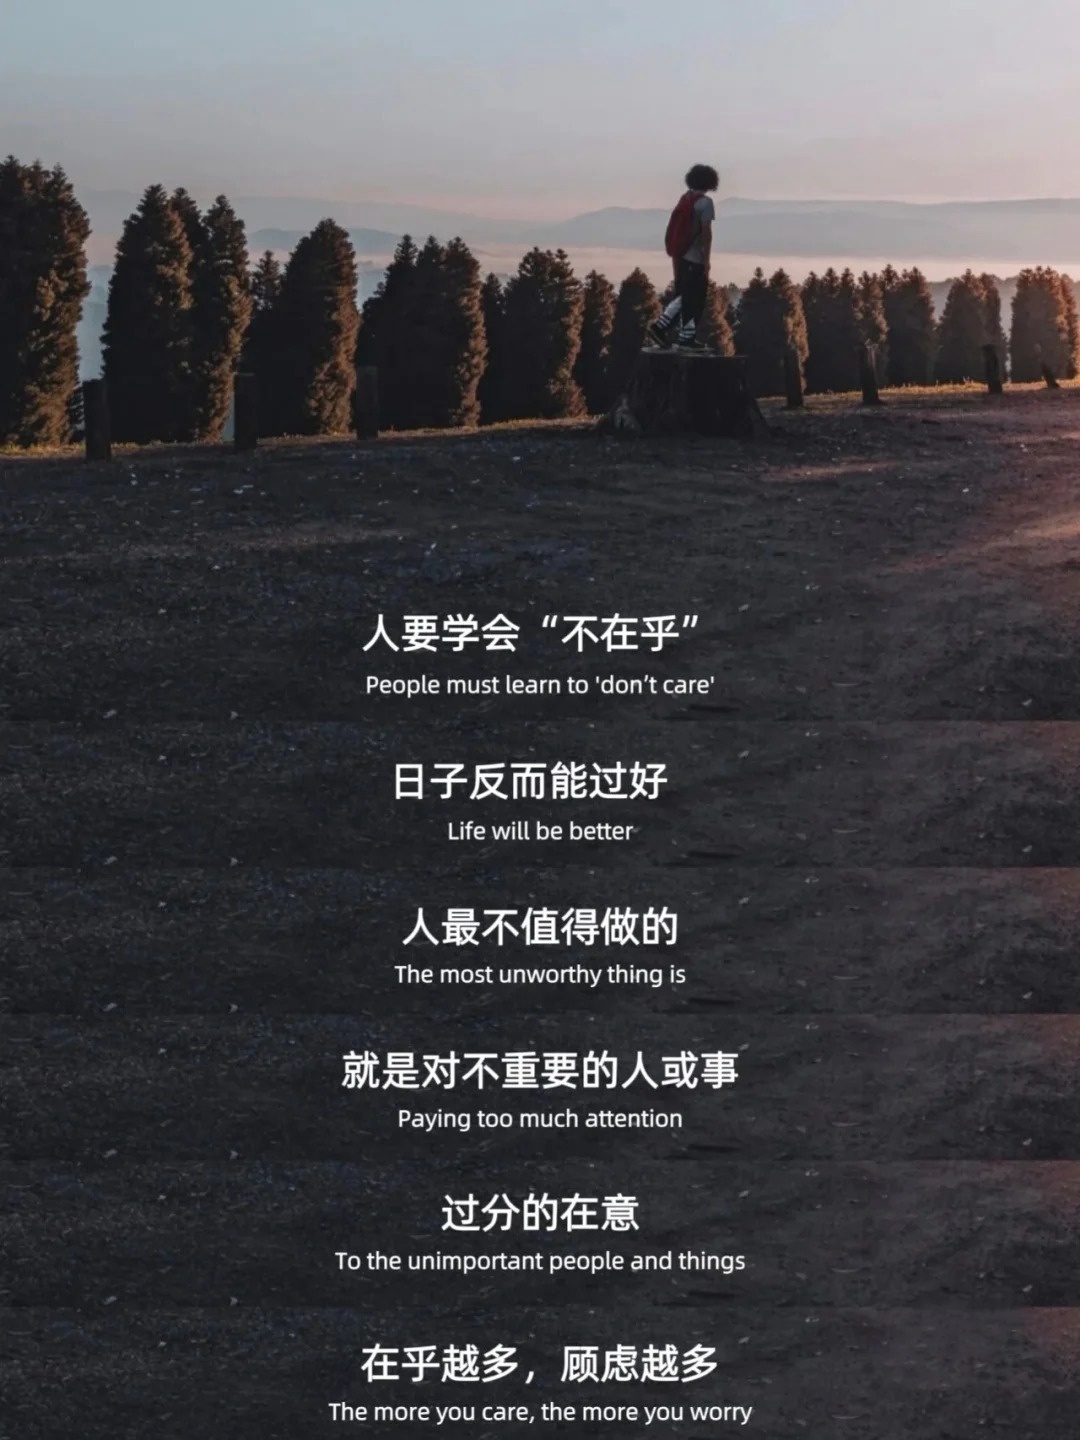 人要学会“不在乎”
People must learn to 'don’t care'
日子反而能过好
Life will be better
人最不值得做的
The most unworthy thing is
就是对不重要的人或事
Paying too much attention
过分的在意
To the unimportant people and things
在乎越多，顾虑越多
The more you care, the more you worry